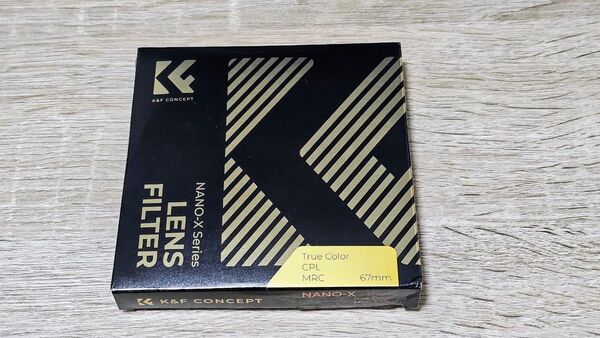 K&F CONCEPT
NANO-X Series
LENS
FILTER
True Color
CPL
MRC 67mm
K&F CONCEPT
NANO-X